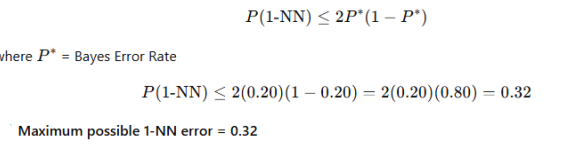 P(1-NN) ≤ 2P*(1 − P*)
where P* = Bayes Error Rate
P(1-NN) ≤ 2(0.20)(1 − 0.20) = 2(0.20)(0.80) = 0.32
Maximum possible 1-NN error = 0.32